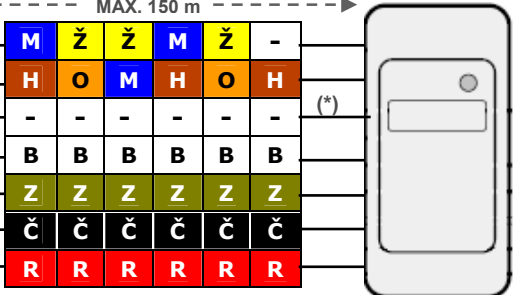 MAX. 150 m
M Ž Ž M Ž -
H O M H O H
- - - - - -
(*)
B B B B B B
Z Z Z Z Z Z
Č Č Č Č Č Č
R R R R R R